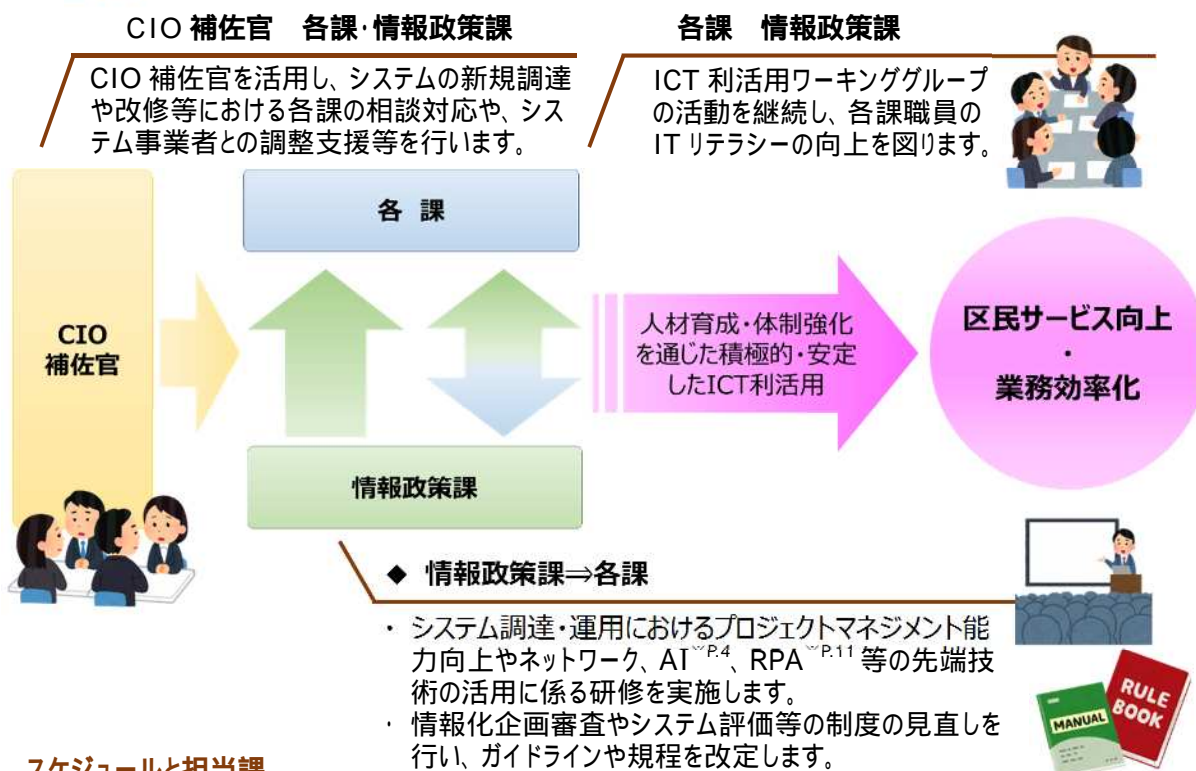 CIO 補佐官　各課・情報政策課
CIO 補佐官を活用し、システムの新規調達
や改修等における各課の相談対応や、シス
テム事業者との調整支援等を行います。
各課　情報政策課
ICT 利活用ワーキンググループ
の活動を継続し、各課職員の
IT リテラシーの向上を図ります。
各 課
CIO
補佐官
情報政策課
人材育成・体制強化
を通じた積極的・安定
したICT利活用
区民サービス向上
・
業務効率化
◆ 情報政策課⇒各課
・ システム調達・運用におけるプロジェクトマネジメント能
力向上やネットワーク、AI※P.4、RPA※P.11 等の先端技
術の活用に係る研修を実施します。
・ 情報化企画審査やシステム評価等の制度の見直しを
行い、ガイドラインや規程を改定します。
MANUAL
RULE
BOOK
スケジュールと担当課